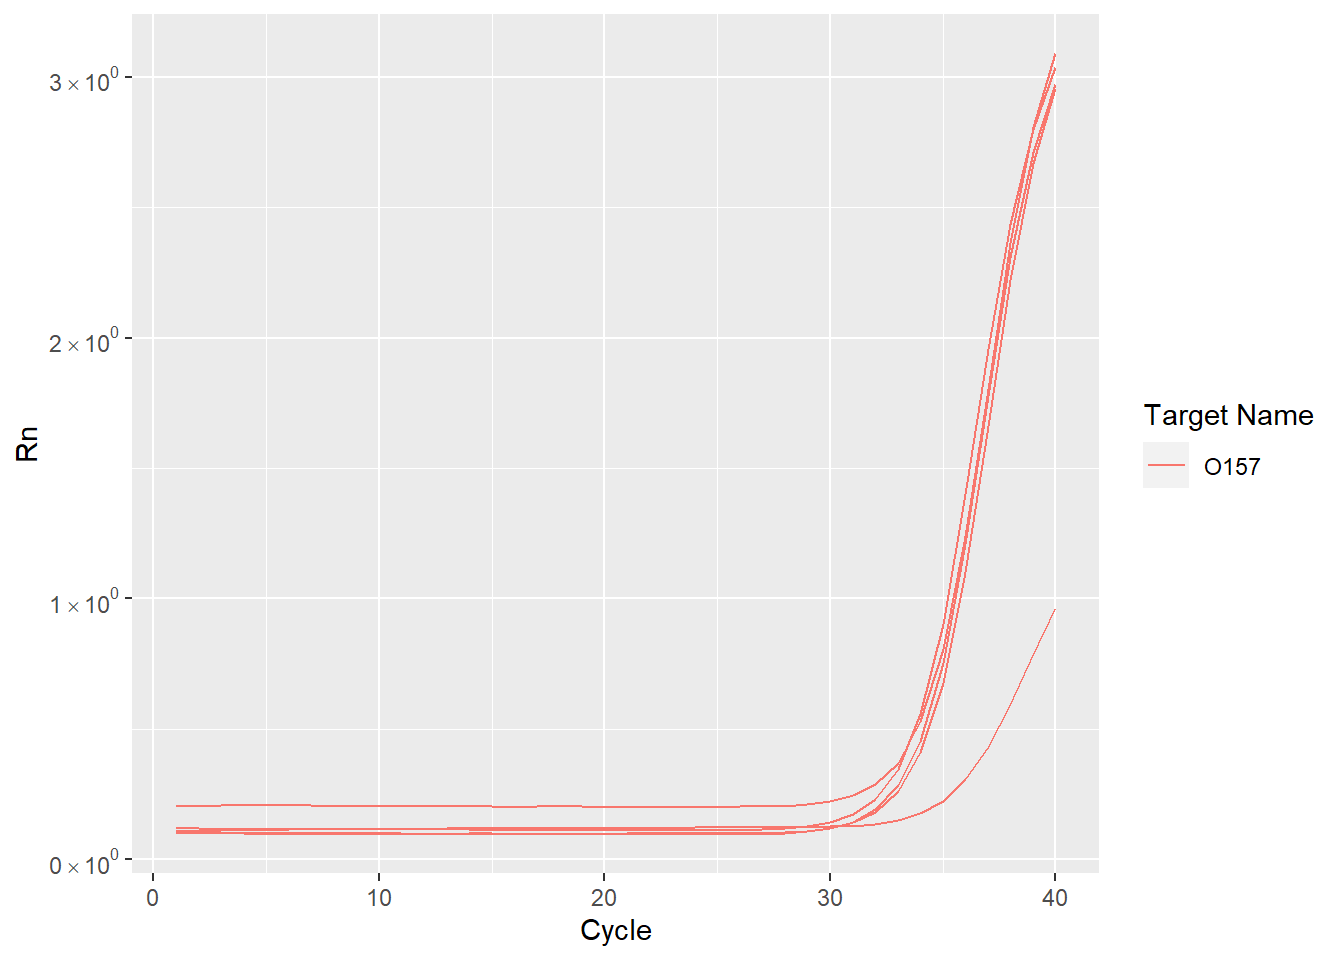 3 × 10⁰
2 × 10⁰
1 × 10⁰
0 × 10⁰
Rn
0 10 20 30 40
Cycle
Target Name
O157